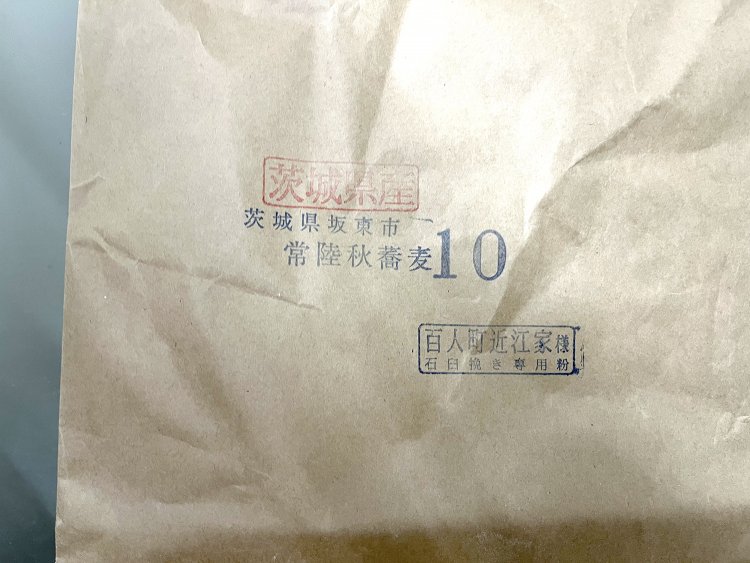 茨城県産
茨城県坂東市
常陸秋蕎麦10
百人町近江家様
石臼挽き専用粉